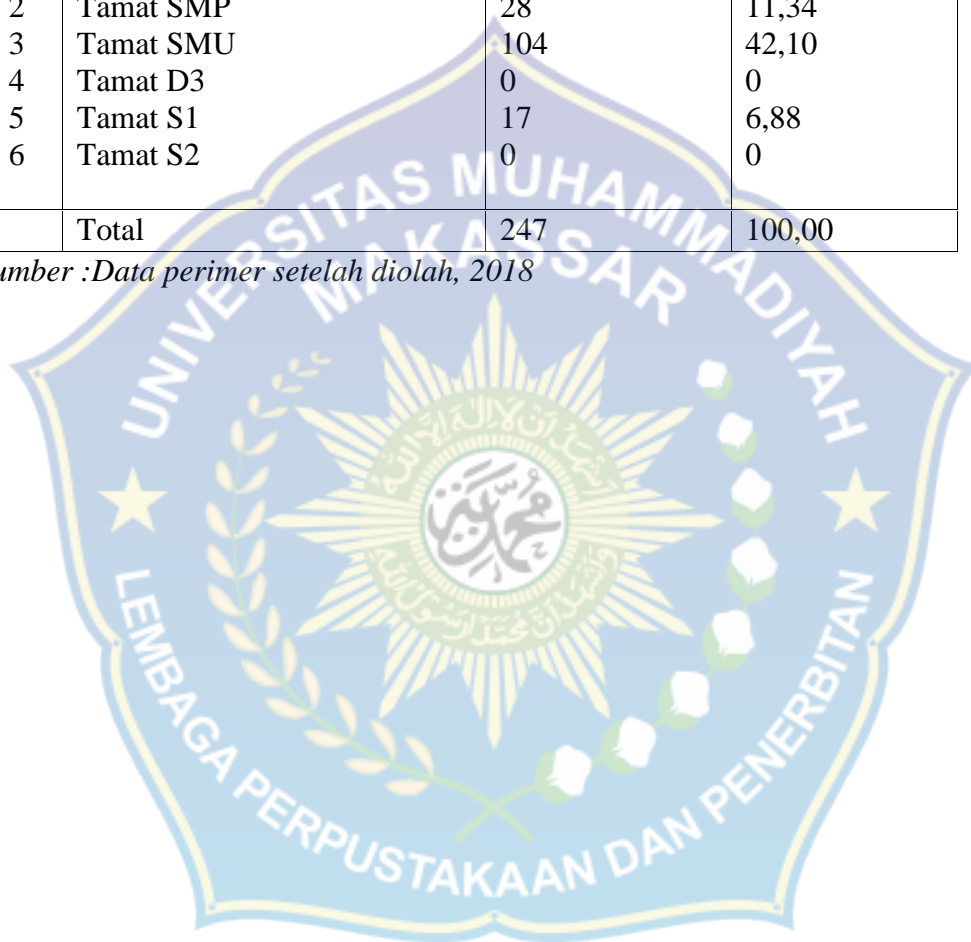 2 Tamat SMP 28 11,34
3 Tamat SMU 104 42,10
4 Tamat D3 0 0
5 Tamat S1 17 6,88
6 Tamat S2 0 0
Total 247 100,00
umber :Data perimer setelah diolah, 2018
UNIVERSITAS MUHAMMADIYAH
MAKASSAR
محمد
LEMBAGA PERPUSTAKAAN DAN PENERBITAN